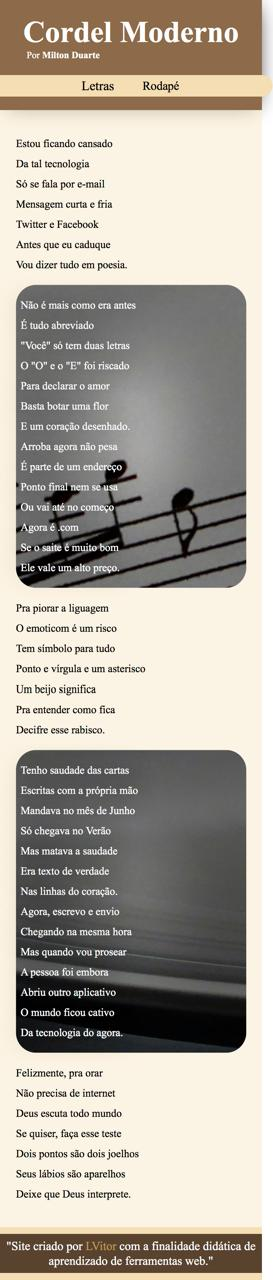 Cordel Moderno
Por Milton Duarte
Letras Rodapé
Estou ficando cansado
Da tal tecnologia
Só se fala por e-mail
Mensagem curta e fria
Twitter e Facebook
Antes que eu caduque
Vou dizer tudo em poesia.
Não é mais como era antes
É tudo abreviado
"Você" só tem duas letras
O "O" e o "E" foi riscado
Para declarar o amor
Basta botar uma flor
E um coração desenhado.
Arroba agora não pesa
É parte de um endereço
Ponto final nem se usa
Ou vai até no começo
Agora é .com
Se o saite é muito bom
Ele vale um alto preço.
Pra piorar a liguagem
O emoticom é um risco
Tem símbolo para tudo
Ponto e vírgula e um asterisco
Um beijo significa
Pra entender como fica
Decifre esse rabisco.
Tenho saudade das cartas
Escritas com a própria mão
Mandava no mês de Junho
Só chegava no Verão
Mas matava a saudade
Era texto de verdade
Nas linhas do coração.
Agora, escrevo e envio
Chegando na mesma hora
Mas quando vou prosear
A pessoa foi embora
Abriu outro aplicativo
O mundo ficou cativo
Da tecnologia do agora.
Felizmente, pra orar
Não precisa de internet
Deus escuta todo mundo
Se quiser, faça esse teste
Dois pontos são dois joelhos
Seus lábios são aparelhos
Deixe que Deus interprete.
"Site criado por LVitor com a finalidade didática de
aprendizado de ferramentas web."